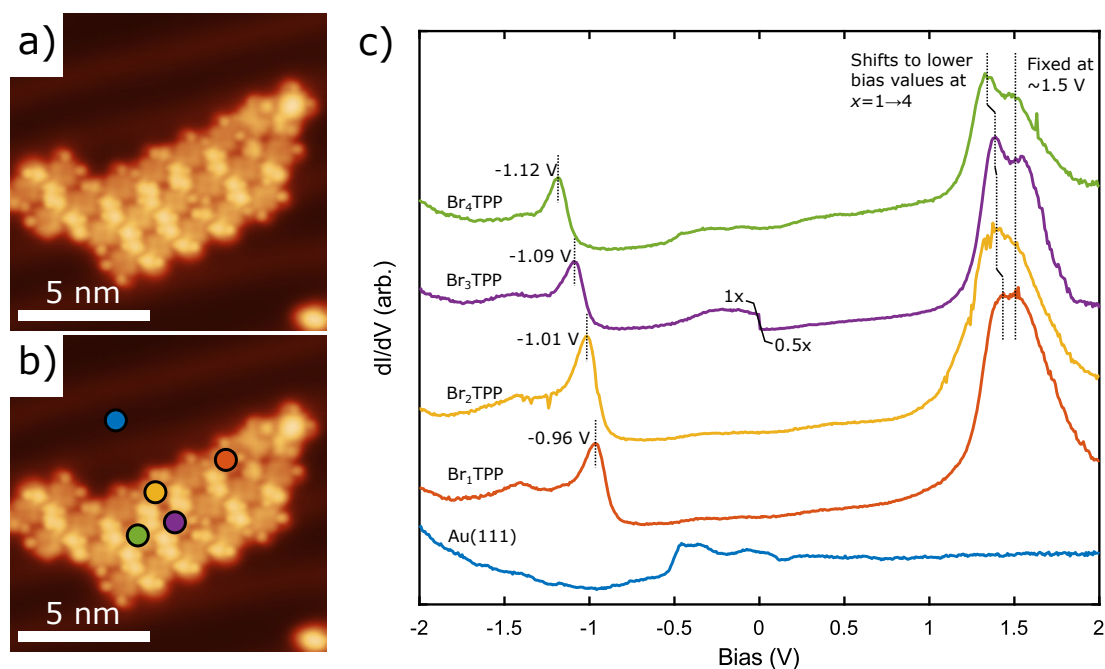 a)
5 nm
b)
5 nm
c)
Shifts to lower
bias values at
x=1→4
Fixed at
~1.5 V
-1.12 V
Br₄TPP
-1.09 V
Br₃TPP
1x
0.5x
-1.01 V
Br₂TPP
-0.96 V
Br₁TPP
Au(111)
dI/dV (arb.)
-2 -1.5 -1 -0.5 0 0.5 1 1.5 2
Bias (V)